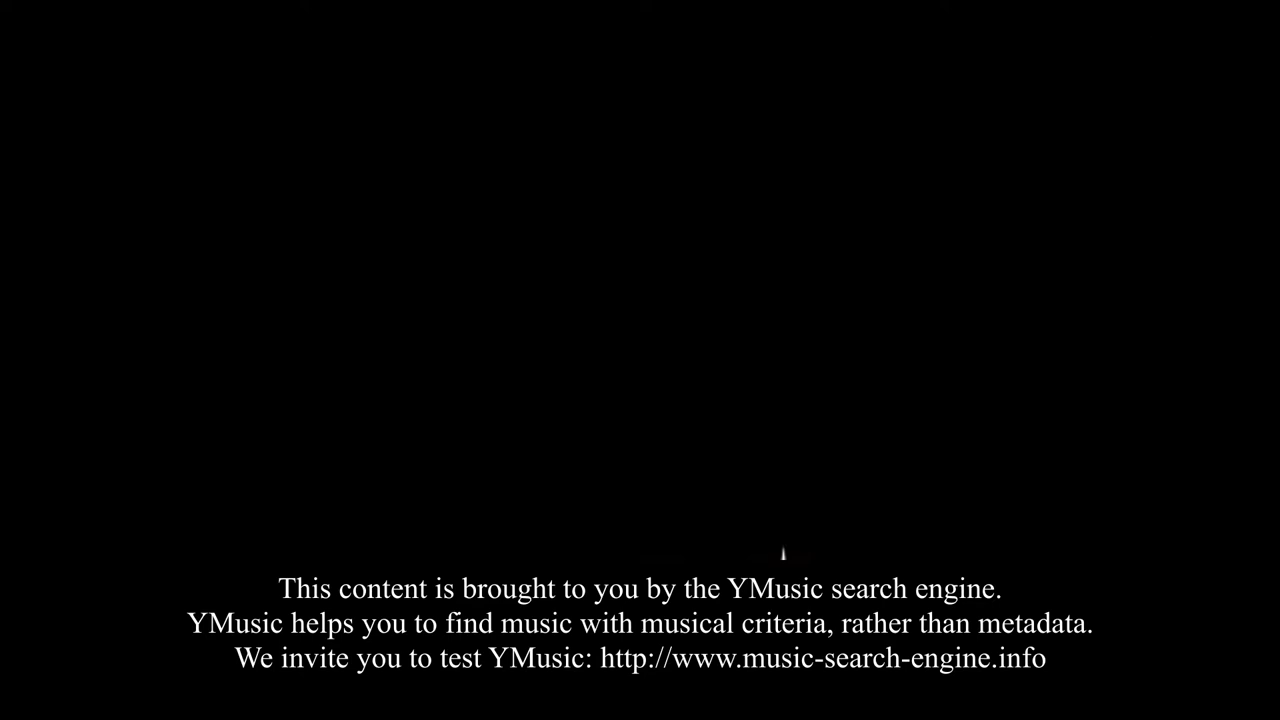 This content is brought to you by the YMusic search engine.
YMusic helps you to find music with musical criteria, rather than metadata.
We invite you to test YMusic: http://www.music-search-engine.info